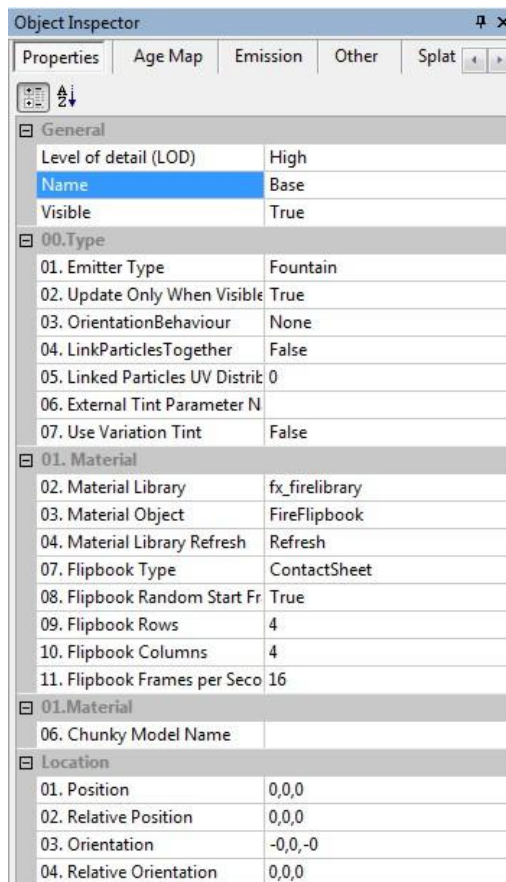 Object Inspector
Properties Age Map Emission Other Splat
General
Level of detail (LOD) High
Name Base
Visible True
00.Type
01. Emitter Type Fountain
02. Update Only When Visible True
03. OrientationBehaviour None
04. LinkParticlesTogether False
05. Linked Particles UV Distrib 0
06. External Tint Parameter N
07. Use Variation Tint False
01. Material
02. Material Library fx_firelibrary
03. Material Object FireFlipbook
04. Material Library Refresh Refresh
07. Flipbook Type ContactSheet
08. Flipbook Random Start Fr True
09. Flipbook Rows 4
10. Flipbook Columns 4
11. Flipbook Frames per Seco 16
01.Material
06. Chunky Model Name
Location
01. Position 0,0,0
02. Relative Position 0,0,0
03. Orientation -0,0,-0
04. Relative Orientation 0,0,0